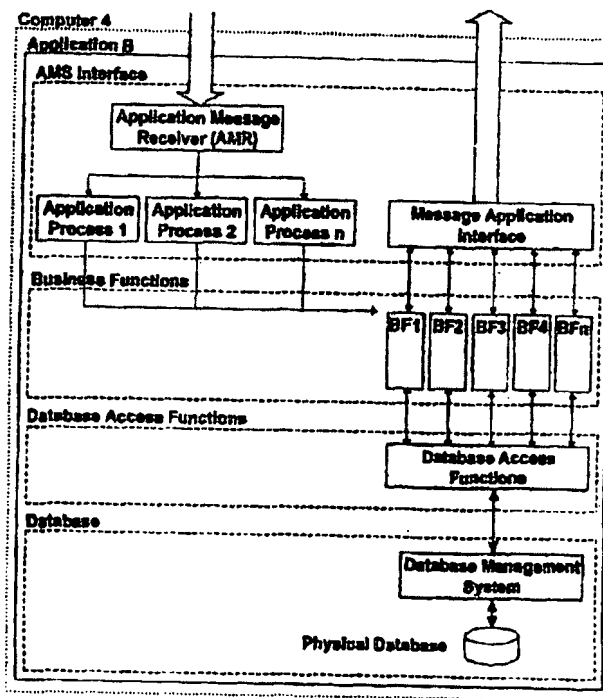 Computer 4
Application B
AMS Interface
Application Message
Receiver (AMR)
Application
Process 1
Application
Process 2
Application
Process n
Message Application
Interface
Business Functions
BF1
BF2
BF3
BF4
BFn
Database Access Functions
Database Access
Functions
Database
Database Management
System
Physical Database